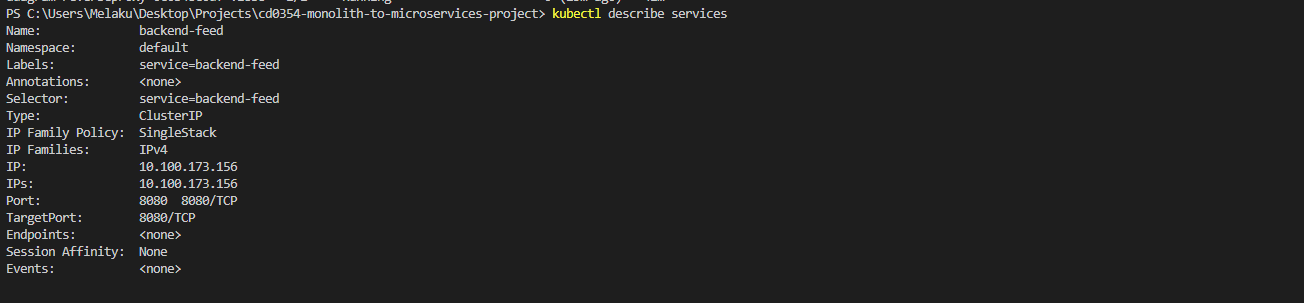 PS C:\Users\Melaku\Desktop\Projects\cd0354-monolith-to-microservices-project> kubectl describe services
Name:              backend-feed
Namespace:         default
Labels:            service=backend-feed
Annotations:       <none>
Selector:          service=backend-feed
Type:              ClusterIP
IP Family Policy:  SingleStack
IP Families:       IPv4
IP:                10.100.173.156
IPs:               10.100.173.156
Port:              8080  8080/TCP
TargetPort:        8080/TCP
Endpoints:         <none>
Session Affinity:  None
Events:            <none>